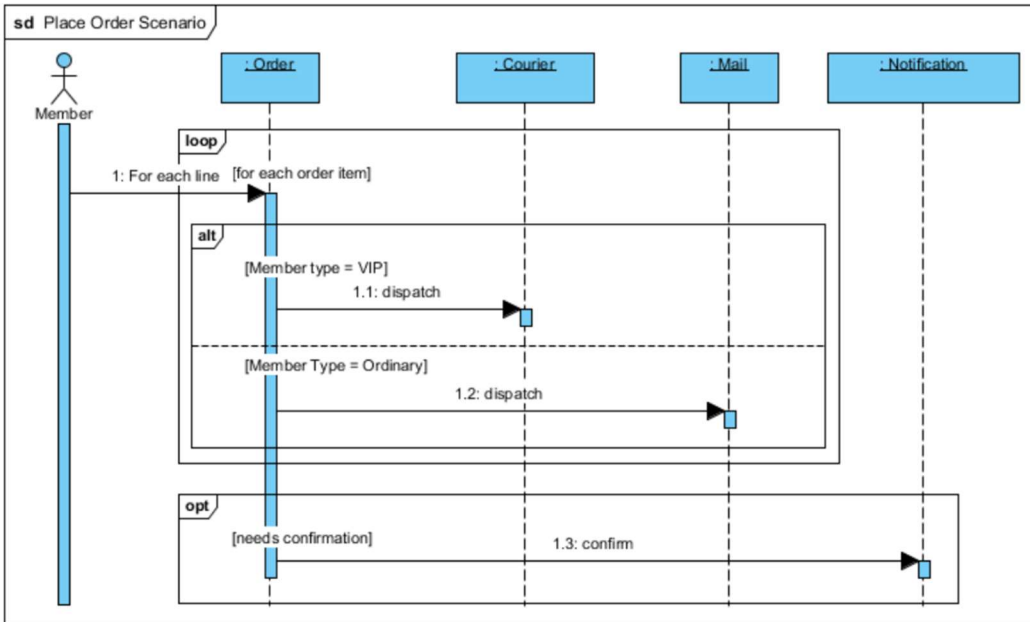 sd Place Order Scenario
: Order
: Courier
: Mail
: Notification
Member
loop
1: For each line
[for each order item]
alt
[Member type = VIP]
1.1: dispatch
[Member Type = Ordinary]
1.2: dispatch
opt
[needs confirmation]
1.3: confirm